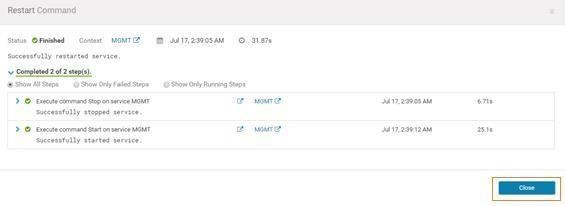 Restart Command
Status Finished Context MGMT Jul 17, 2:39:05 AM 31.87s
Successfully restarted service.
Completed 2 of 2 step(s).
Show All Steps Show Only Failed Steps Show Only Running Steps
Execute command Stop on service MGMT MGMT Jul 17, 2:39:05 AM 6.71s
Successfully stopped service.
Execute command Start on service MGMT MGMT Jul 17, 2:39:12 AM 25.1s
Successfully started service.
Close